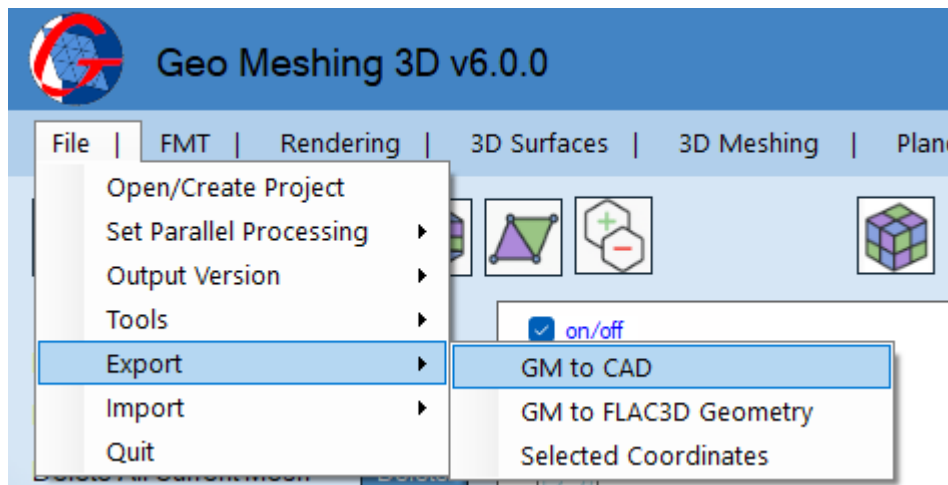 Geo Meshing 3D v6.0.0
File | FMT | Rendering | 3D Surfaces | 3D Meshing |
Open/Create Project
Set Parallel Processing
Output Version
on/off
Tools
Export
GM to CAD
Import
GM to FLAC3D Geometry
Quit
Selected Coordinates